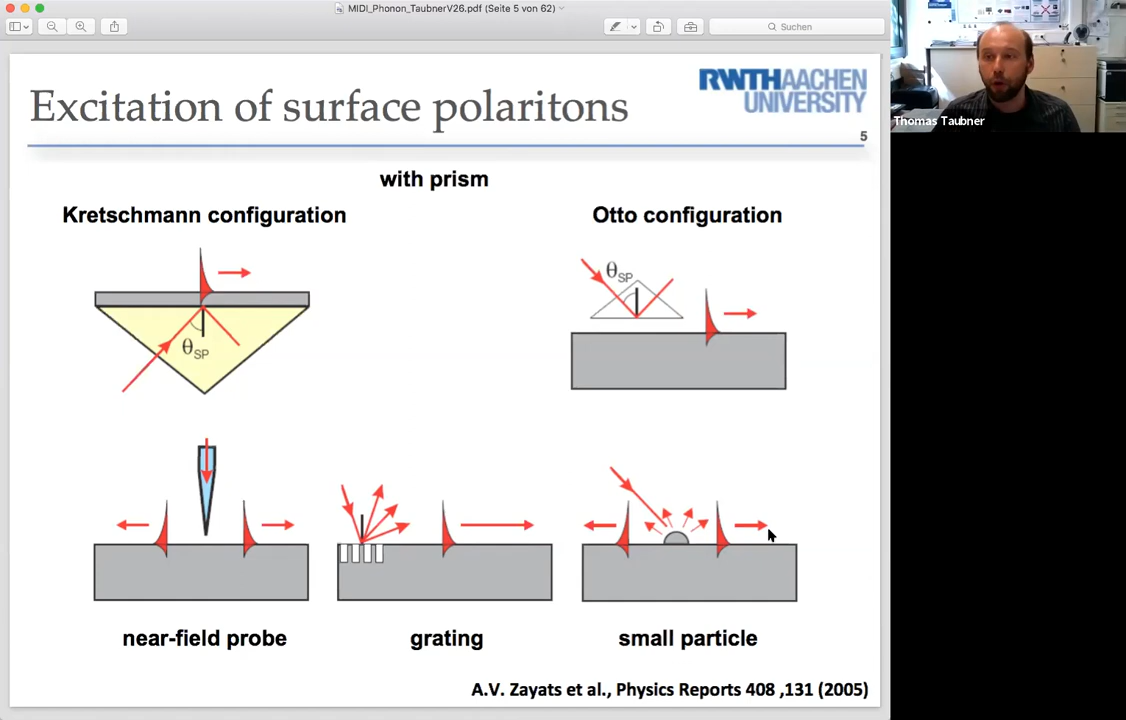 MIDI_Phonon_TaubnerV26.pdf (Seite 5 von 62)
Suchen
Excitation of surface polaritons
RWTHAACHEN
UNIVERSITY
5
Thomas Taubner
with prism
Kretschmann configuration
Otto configuration
θSP
θSP
near-field probe
grating
small particle
A.V. Zayats et al., Physics Reports 408 ,131 (2005)